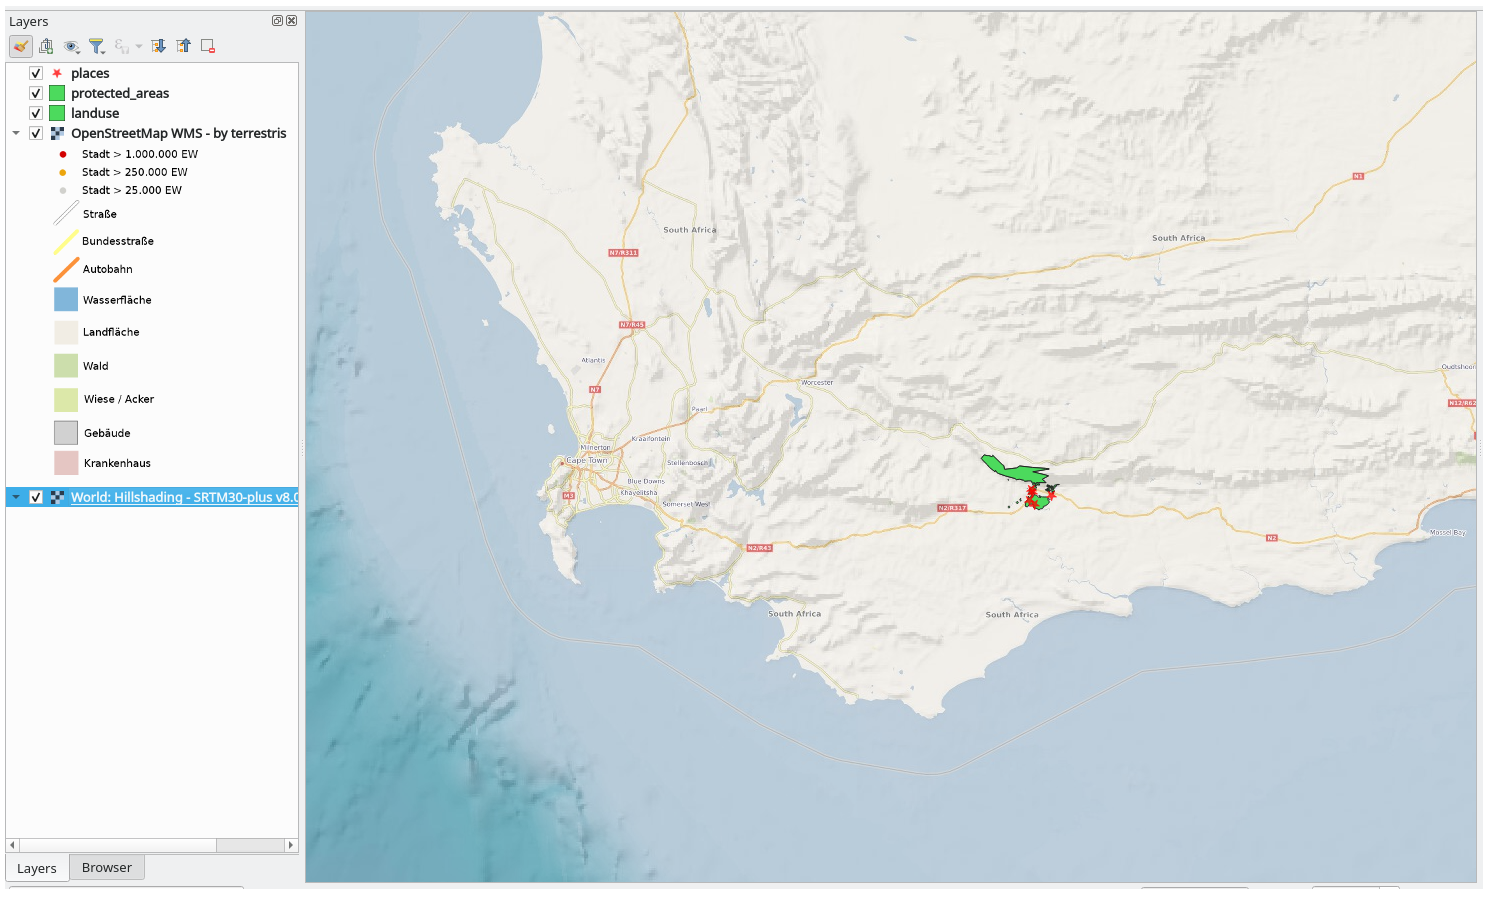 Layers
places
protected_areas
landuse
OpenStreetMap WMS - by terrestris
Stadt > 1.000.000 EW
Stadt > 250.000 EW
Stadt > 25.000 EW
Straße
Bundesstraße
Autobahn
Wasserfläche
Landfläche
Wald
Wiese / Acker
Gebäude
Krankenhaus
World: Hillshading - SRTM30-plus v8.0
Layers
Browser
N1
South Africa
South Africa
N7/R311
N7/R45
Atlantis
Oudtshoor
Worcester
N7
N12/R62
Paarl
Kraaifontein
Milnerton
Cape Town
Stellenbosch
Blue Downs
Khayelitsha
M3
Somerset West
N2/R317
Mossel Bay
N2
N2/R43
South Africa
South Africa